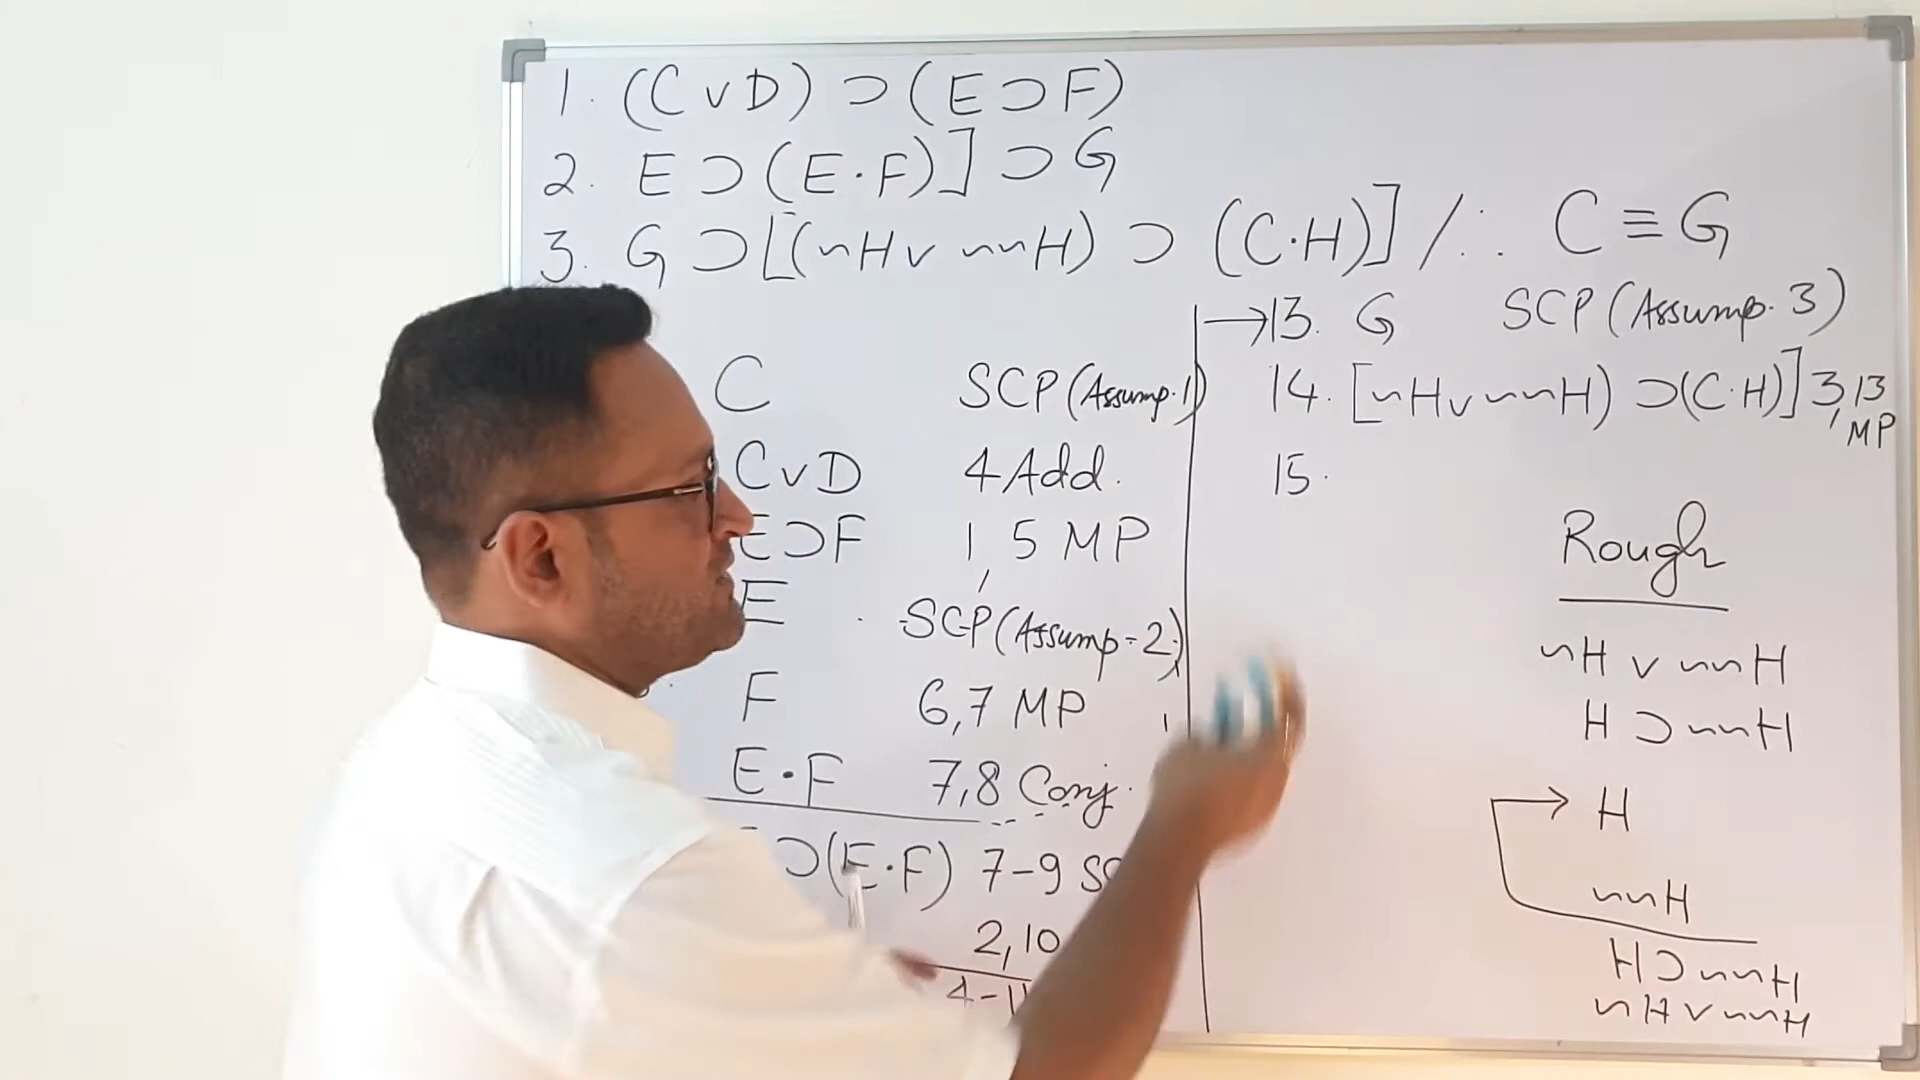 1. (C v D) ⊃ (E ⊃ F)
2. E ⊃ (E · F)] ⊃ G
3. G ⊃ [(~H v ~~H) ⊃ (C · H)] / ∴ C ≡ G
C SCP (Assump. 1)
C v D 4 Add.
E ⊃ F 1, 5 MP
E SCP (Assump - 2)
F 6,7 MP
E · F 7,8 Conj.
⊃ (E · F) 7-9
2, 10
4-11
→ 13. G SCP (Assump. 3)
14. [~H v ~~H) ⊃ (C · H)] 3, 13 MP
15.
Rough
~H v ~~H
H ⊃ ~~H
→ H
~~H
H ⊃ ~~H
~H v ~~H